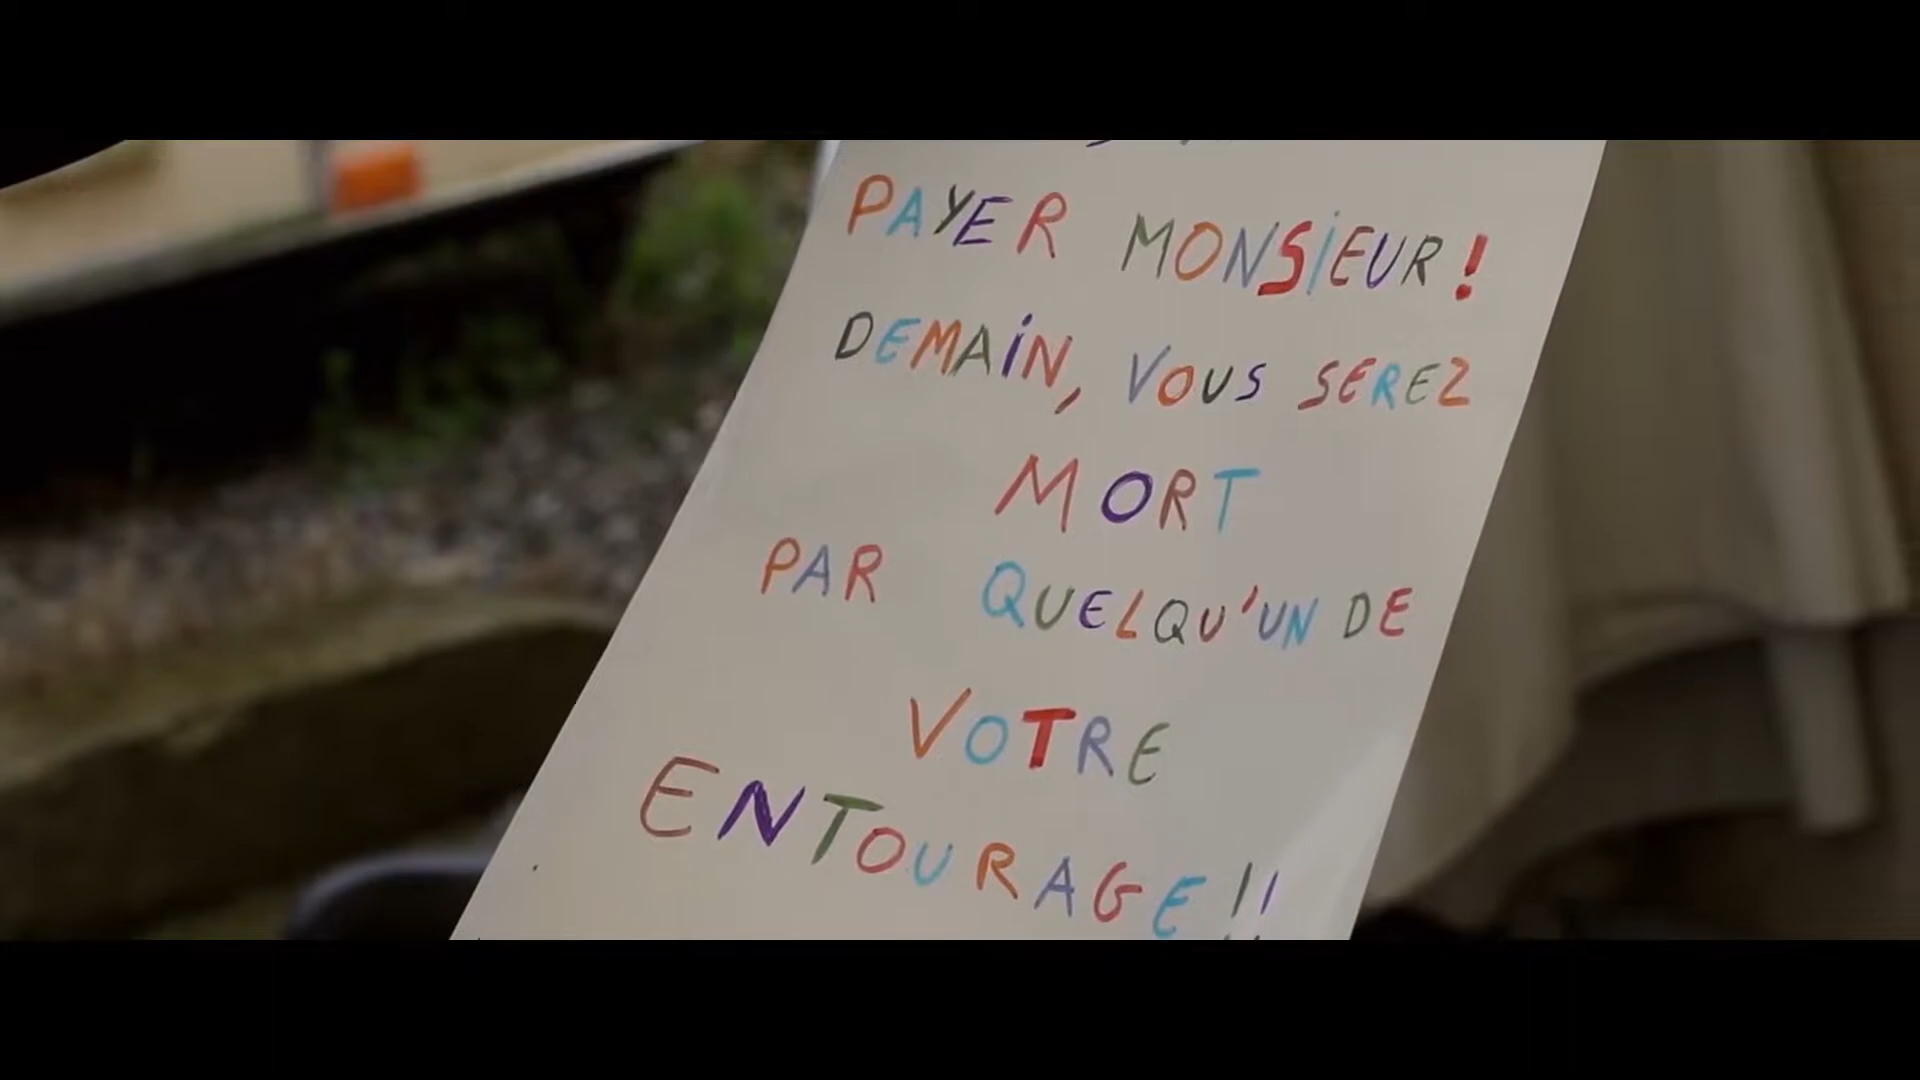 PAYER MONSiEUR !
DEMAiN, VOUS SEREZ
MORT
PAR QUELQU'UN DE
VOTRE
ENTOURAGE !!